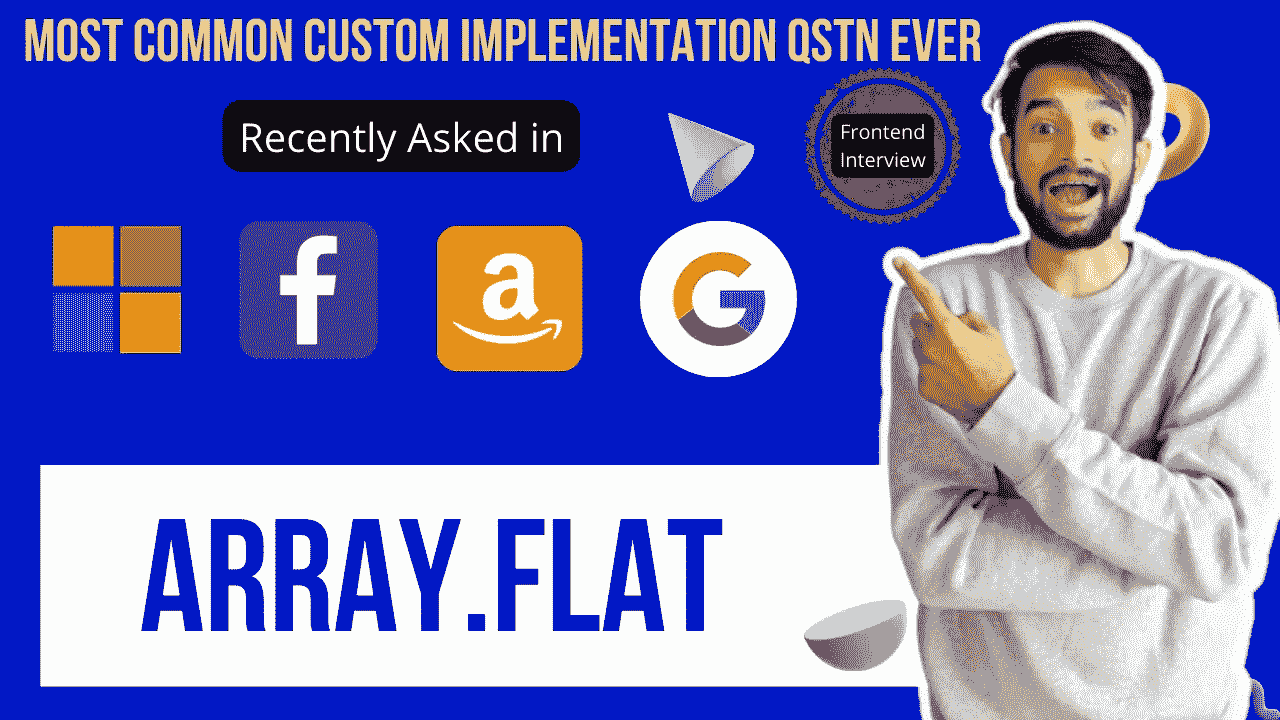 MOST COMMON CUSTOM IMPLEMENTATION QSTN EVER
Recently Asked in
Frontend
Interview
f
a
G
ARRAY.FLAT